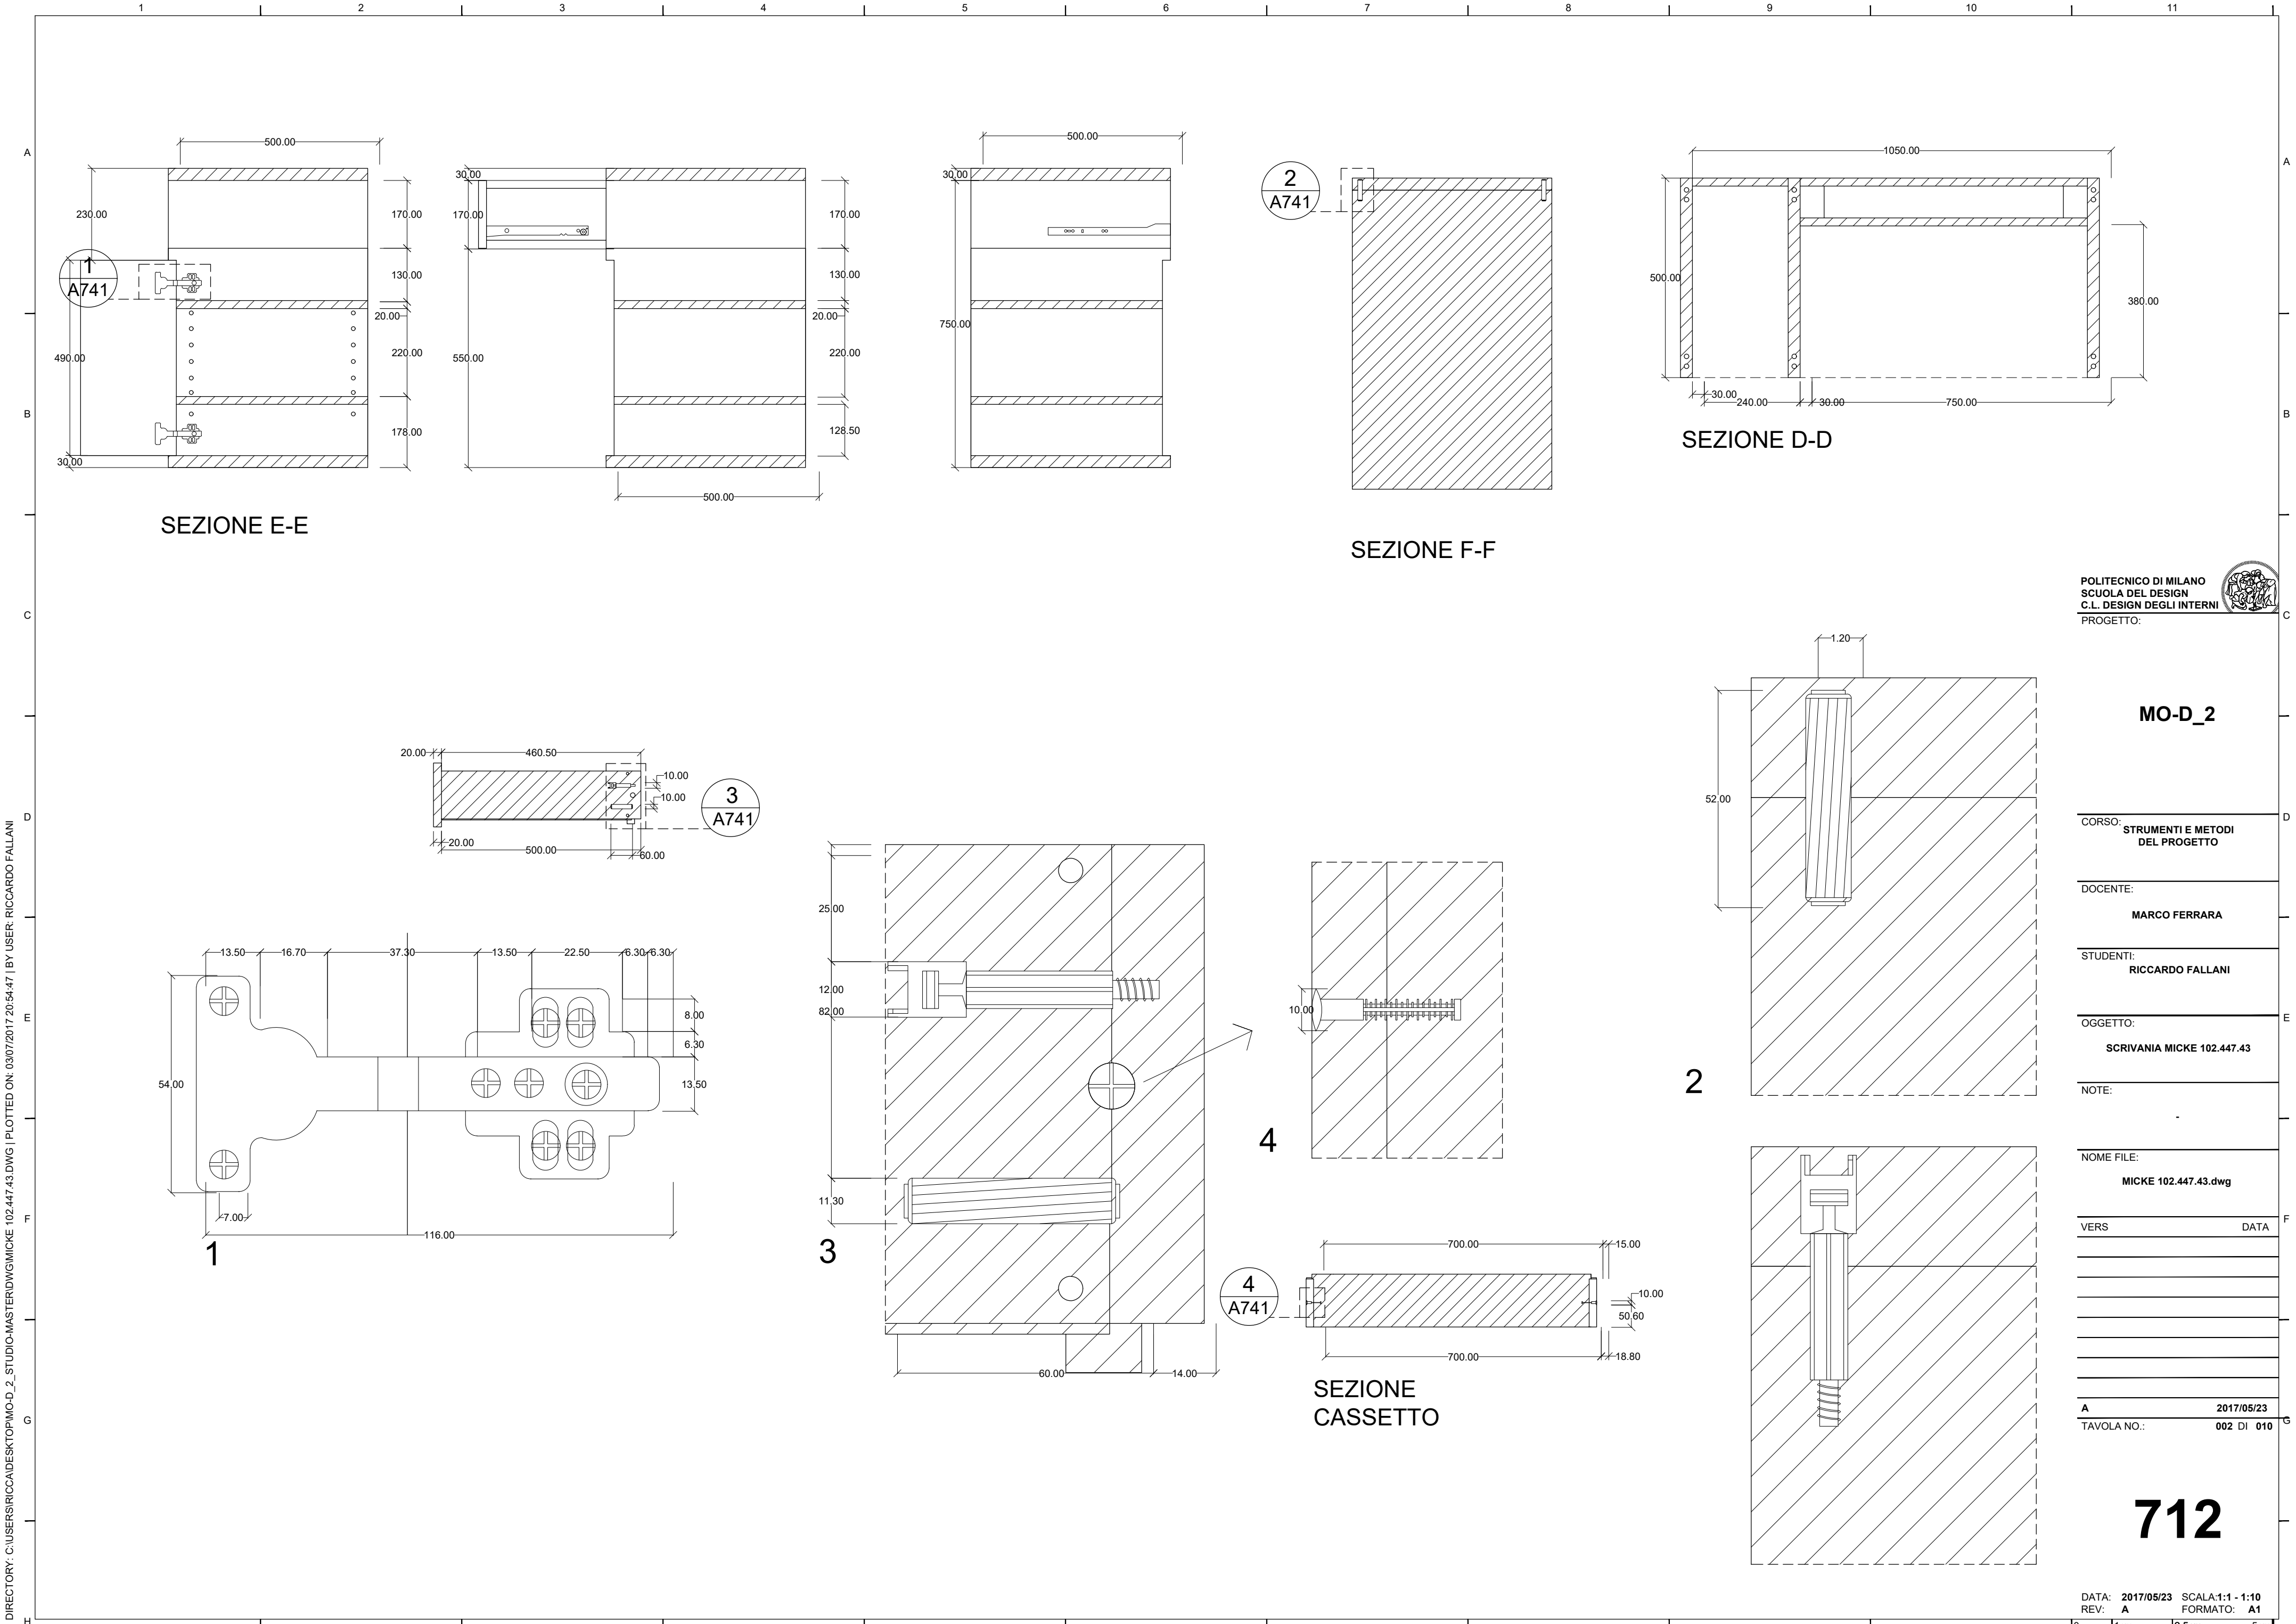 1 2 3 4 5 6 7 8 9 10 11
A
A
B
B
C
C
D
D
E
E
F
F
G
G
H
500.00
230.00
170.00
1
A741
130.00
20.00
490.00
220.00
178.00
30.00
SEZIONE E-E
30.00
170.00
170.00
130.00
20.00
550.00
220.00
128.50
500.00
500.00
30.00
750.00
2
A741
SEZIONE F-F
1050.00
500.00
380.00
30.00
240.00
30.00
750.00
SEZIONE D-D
20.00
460.50
10.00
10.00
3
A741
20.00
500.00
60.00
13.50 16.70 37.30 13.50 22.50 6.30 6.30
8.00
6.30
54.00
13.50
7.00
116.00
1
25.00
12.00
82.00
11.30
3
60.00
14.00
10.00
4
700.00
15.00
4
A741
10.00
50.60
700.00
18.80
SEZIONE
CASSETTO
1.20
52.00
2
POLITECNICO DI MILANO
SCUOLA DEL DESIGN
C.L. DESIGN DEGLI INTERNI
PROGETTO:
MO-D_2
CORSO:
STRUMENTI E METODI
DEL PROGETTO
DOCENTE:
MARCO FERRARA
STUDENTI:
RICCARDO FALLANI
OGGETTO:
SCRIVANIA MICKE 102.447.43
NOTE:
-
NOME FILE:
MICKE 102.447.43.dwg
VERS DATA
A 2017/05/23
TAVOLA NO.: 002 DI 010
712
DATA: 2017/05/23 SCALA:1:1 - 1:10
REV: A FORMATO: A1
DIRECTORY: C:\USERS\RICCA\DESKTOP\MO-D_2_STUDIO-MASTER\DWG\MICKE 102.447.43.DWG | PLOTTED ON: 03/07/2017 20:54:47 | BY USER: RICCARDO FALLANI